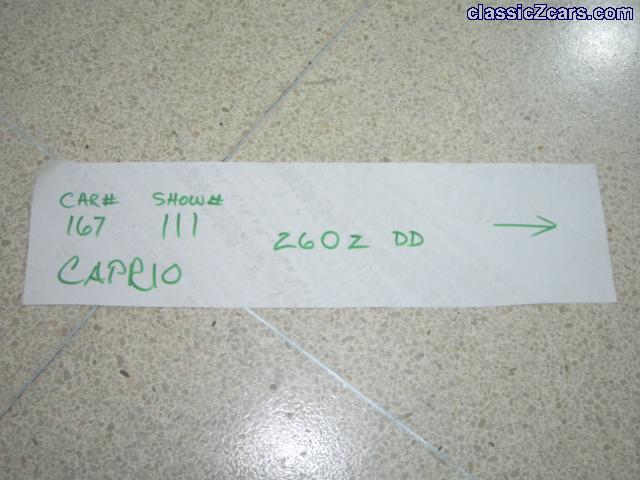 classicZcars.com
CAR# SHOW#
167 111
260Z DD →
CAPRIO